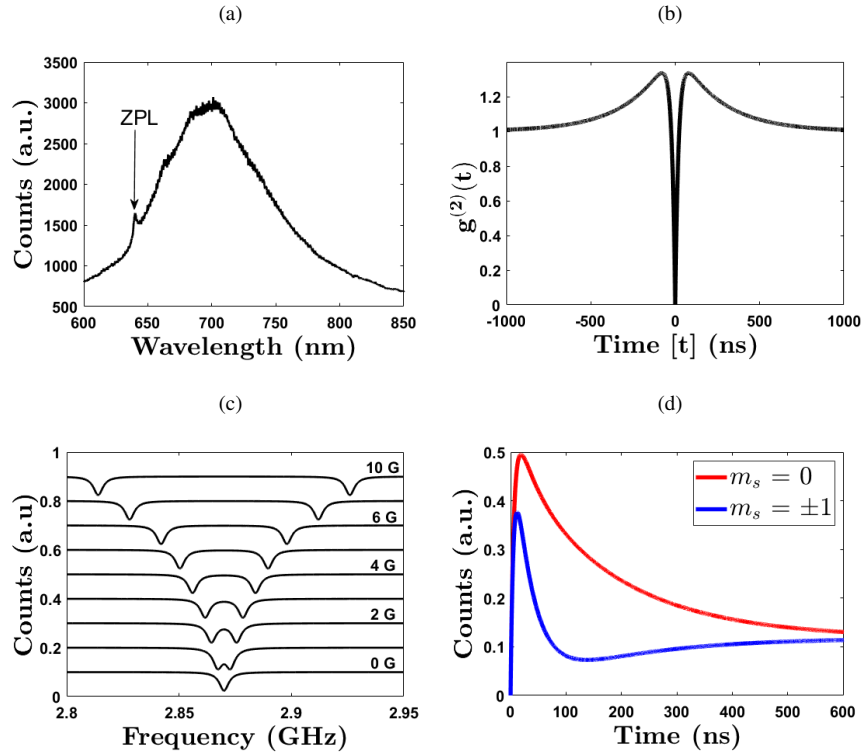 (a)
ZPL
Counts (a.u.)
3500
3000
2500
2000
1500
1000
500
600
650
700
750
800
850
Wavelength (nm)
(b)
g(2)(t)
1.2
1
0.8
0.6
0.4
0.2
0
-1000
-500
0
500
1000
Time [t] (ns)
(c)
Counts (a.u)
1
0.8
0.6
0.4
0.2
0
10 G
6 G
4 G
2 G
0 G
2.8
2.85
2.9
2.95
Frequency (GHz)
(d)
Counts (a.u.)
0.5
0.4
0.3
0.2
0.1
0
ms = 0
ms = ±1
0
100
200
300
400
500
600
Time (ns)